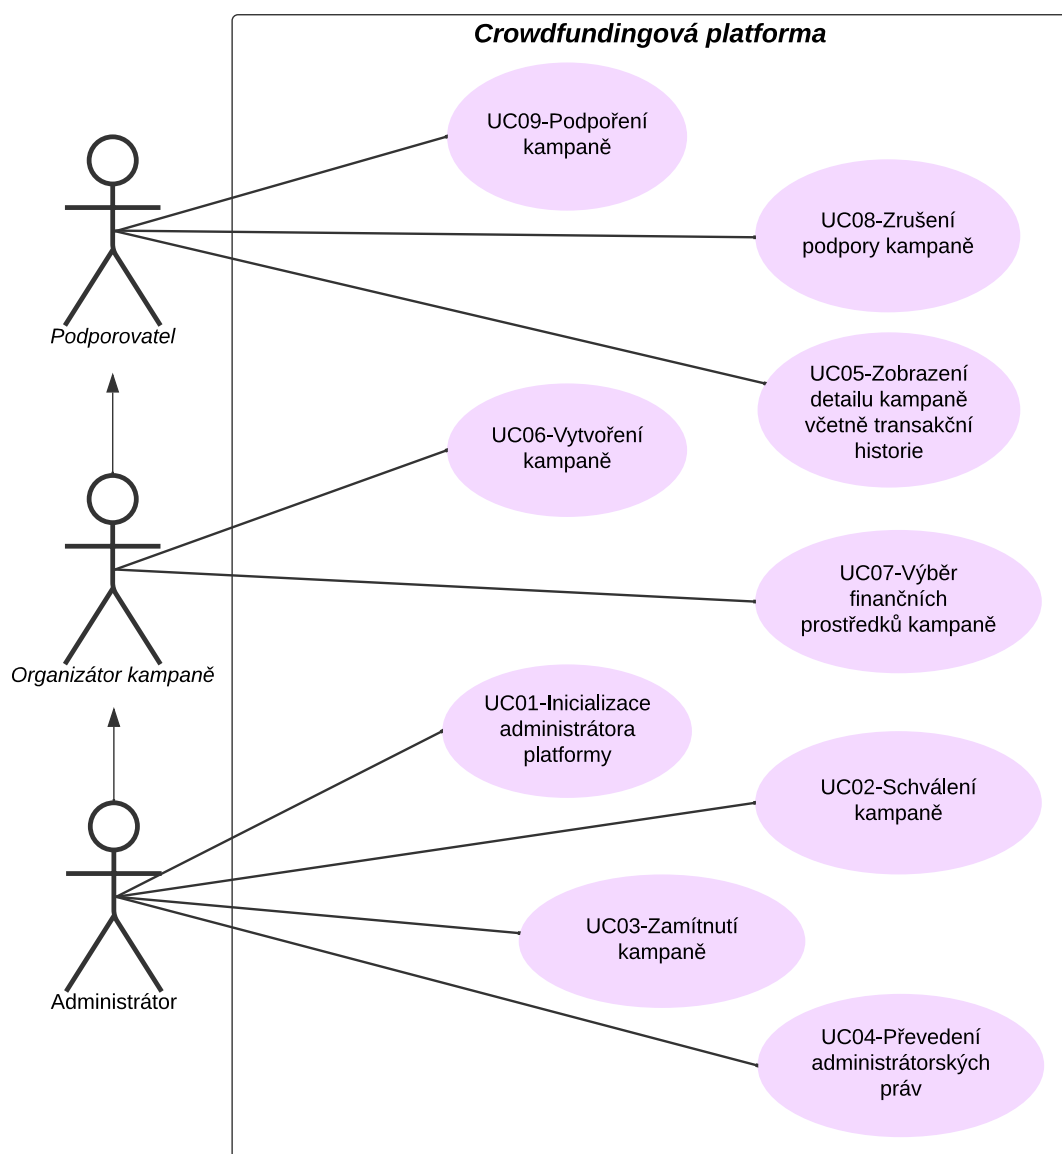 Crowdfundingová platforma
UC09-Podpoření
kampaně
UC08-Zrušení
podpory kampaně
Podporovatel
UC05-Zobrazení
detailu kampaně
včetně transakční
historie
UC06-Vytvoření
kampaně
UC07-Výběr
finančních
prostředků kampaně
Organizátor kampaně
UC01-Inicializace
administrátora
platformy
UC02-Schválení
kampaně
UC03-Zamítnutí
kampaně
Administrátor
UC04-Převedení
administrátorských
práv